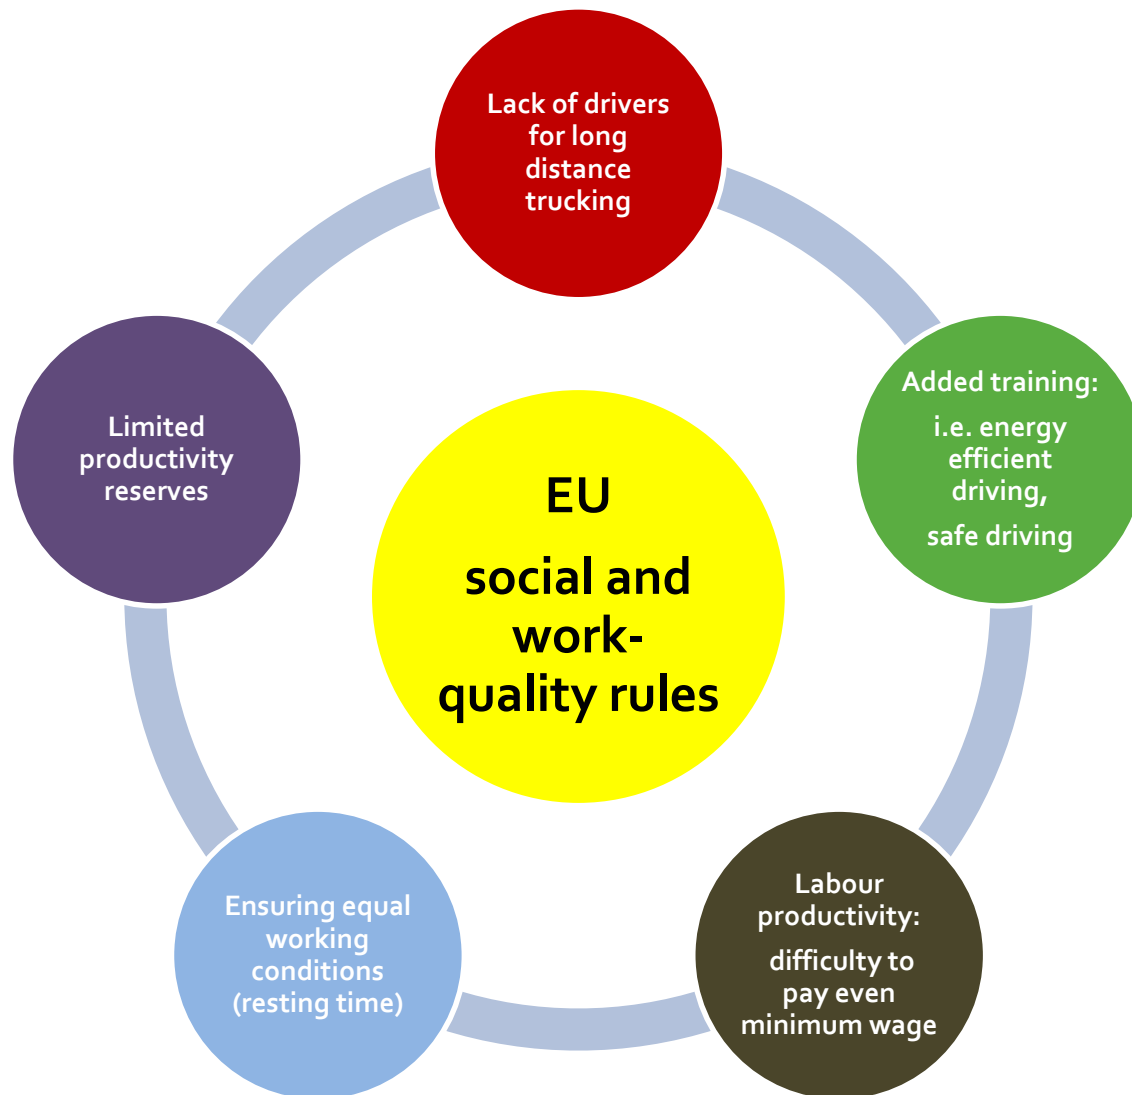 Lack of drivers
for long
distance
trucking
Added training:
i.e. energy
efficient
driving,
safe driving
Limited
productivity
reserves
EU
social and
work-
quality rules
Labour
productivity:
difficulty to
pay even
minimum wage
Ensuring equal
working
conditions
(resting time)